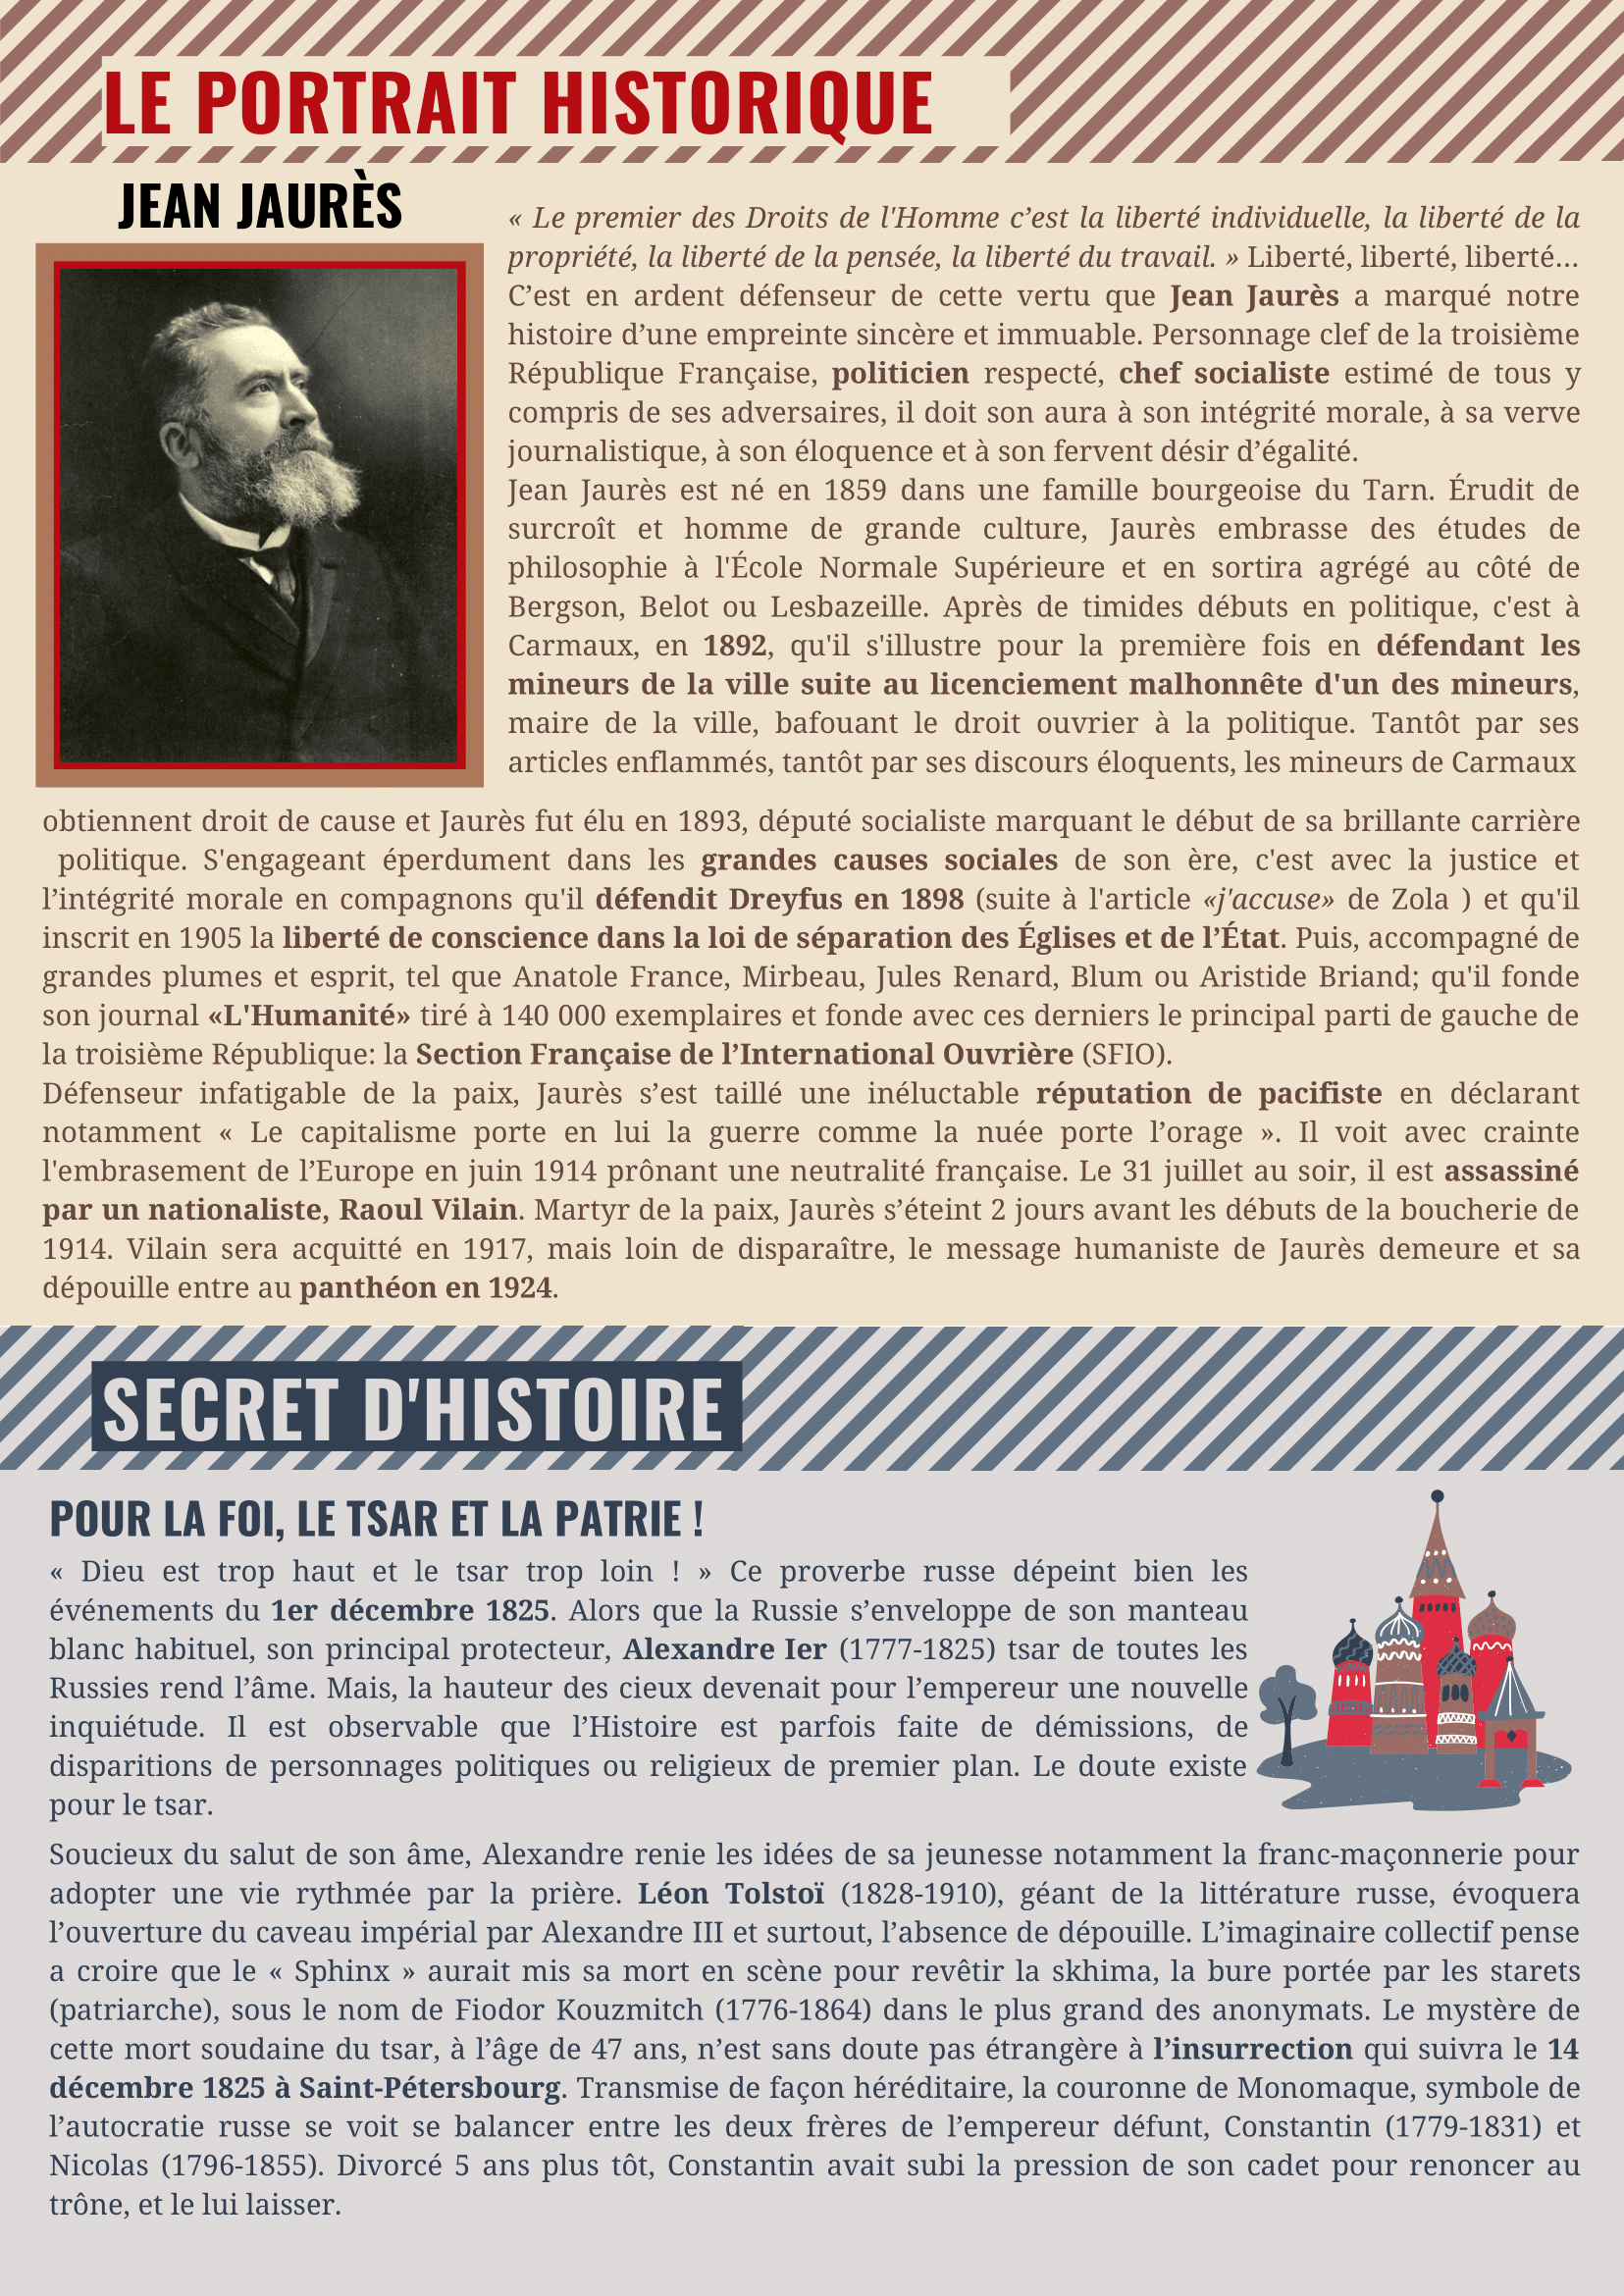 LE PORTRAIT HISTORIQUE
JEAN JAURÈS
« Le premier des Droits de l'Homme c’est la liberté individuelle, la liberté de la
propriété, la liberté de la pensée, la liberté du travail. » Liberté, liberté, liberté…
C’est en ardent défenseur de cette vertu que Jean Jaurès a marqué notre
histoire d’une empreinte sincère et immuable. Personnage clef de la troisième
République Française, politicien respecté, chef socialiste estimé de tous y
compris de ses adversaires, il doit son aura à son intégrité morale, à sa verve
journalistique, à son éloquence et à son fervent désir d’égalité.
Jean Jaurès est né en 1859 dans une famille bourgeoise du Tarn. Érudit de
surcroît et homme de grande culture, Jaurès embrasse des études de
philosophie à l'École Normale Supérieure et en sortira agrégé au côté de
Bergson, Belot ou Lesbazeille. Après de timides débuts en politique, c'est à
Carmaux, en 1892, qu'il s'illustre pour la première fois en défendant les
mineurs de la ville suite au licenciement malhonnête d'un des mineurs,
maire de la ville, bafouant le droit ouvrier à la politique. Tantôt par ses
articles enflammés, tantôt par ses discours éloquents, les mineurs de Carmaux
obtiennent droit de cause et Jaurès fut élu en 1893, député socialiste marquant le début de sa brillante carrière
politique. S'engageant éperdument dans les grandes causes sociales de son ère, c'est avec la justice et
l’intégrité morale en compagnons qu'il défendit Dreyfus en 1898 (suite à l'article «j'accuse» de Zola ) et qu'il
inscrit en 1905 la liberté de conscience dans la loi de séparation des Églises et de l’État. Puis, accompagné de
grandes plumes et esprit, tel que Anatole France, Mirbeau, Jules Renard, Blum ou Aristide Briand; qu'il fonde
son journal «L'Humanité» tiré à 140 000 exemplaires et fonde avec ces derniers le principal parti de gauche de
la troisième République: la Section Française de l’International Ouvrière (SFIO).
Défenseur infatigable de la paix, Jaurès s’est taillé une inéluctable réputation de pacifiste en déclarant
notamment « Le capitalisme porte en lui la guerre comme la nuée porte l’orage ». Il voit avec crainte
l'embrasement de l’Europe en juin 1914 prônant une neutralité française. Le 31 juillet au soir, il est assassiné
par un nationaliste, Raoul Vilain. Martyr de la paix, Jaurès s’éteint 2 jours avant les débuts de la boucherie de
1914. Vilain sera acquitté en 1917, mais loin de disparaître, le message humaniste de Jaurès demeure et sa
dépouille entre au panthéon en 1924.
SECRET D'HISTOIRE
POUR LA FOI, LE TSAR ET LA PATRIE !
« Dieu est trop haut et le tsar trop loin ! » Ce proverbe russe dépeint bien les
événements du 1er décembre 1825. Alors que la Russie s’enveloppe de son manteau
blanc habituel, son principal protecteur, Alexandre Ier (1777-1825) tsar de toutes les
Russies rend l’âme. Mais, la hauteur des cieux devenait pour l’empereur une nouvelle
inquiétude. Il est observable que l’Histoire est parfois faite de démissions, de
disparitions de personnages politiques ou religieux de premier plan. Le doute existe
pour le tsar.
Soucieux du salut de son âme, Alexandre renie les idées de sa jeunesse notamment la franc-maçonnerie pour
adopter une vie rythmée par la prière. Léon Tolstoï (1828-1910), géant de la littérature russe, évoquera
l’ouverture du caveau impérial par Alexandre III et surtout, l’absence de dépouille. L’imaginaire collectif pense
a croire que le « Sphinx » aurait mis sa mort en scène pour revêtir la skhima, la bure portée par les starets
(patriarche), sous le nom de Fiodor Kouzmitch (1776-1864) dans le plus grand des anonymats. Le mystère de
cette mort soudaine du tsar, à l’âge de 47 ans, n’est sans doute pas étrangère à l’insurrection qui suivra le 14
décembre 1825 à Saint-Pétersbourg. Transmise de façon héréditaire, la couronne de Monomaque, symbole de
l’autocratie russe se voit se balancer entre les deux frères de l’empereur défunt, Constantin (1779-1831) et
Nicolas (1796-1855). Divorcé 5 ans plus tôt, Constantin avait subi la pression de son cadet pour renoncer au
trône, et le lui laisser.